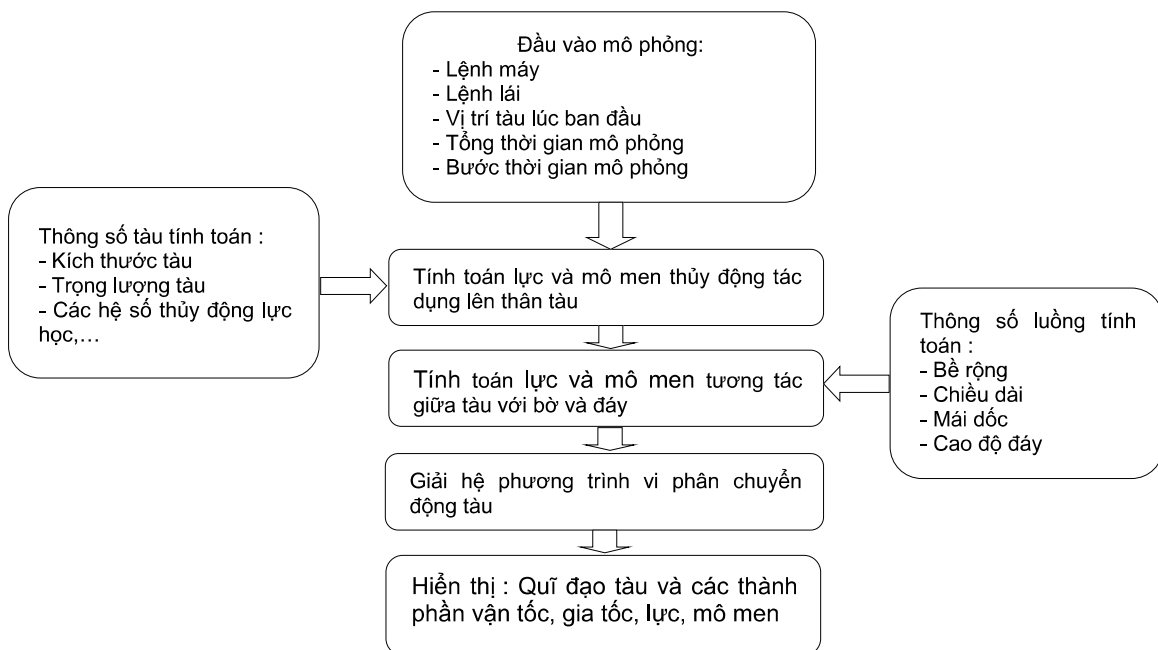 Đầu vào mô phỏng:
- Lệnh máy
- Lệnh lái
- Vị trí tàu lúc ban đầu
- Tổng thời gian mô phỏng
- Bước thời gian mô phỏng
Thông số tàu tính toán :
- Kích thước tàu
- Trọng lượng tàu
- Các hệ số thủy động lực
học,...
Tính toán lực và mô men thủy động tác
dụng lên thân tàu
Thông số luồng tính
toán :
- Bề rộng
- Chiều dài
- Mái dốc
- Cao độ đáy
Tính toán lực và mô men tương tác
giữa tàu với bờ và đáy
Giải hệ phương trình vi phân chuyển
động tàu
Hiển thị : Quĩ đạo tàu và các thành
phần vận tốc, gia tốc, lực, mô men